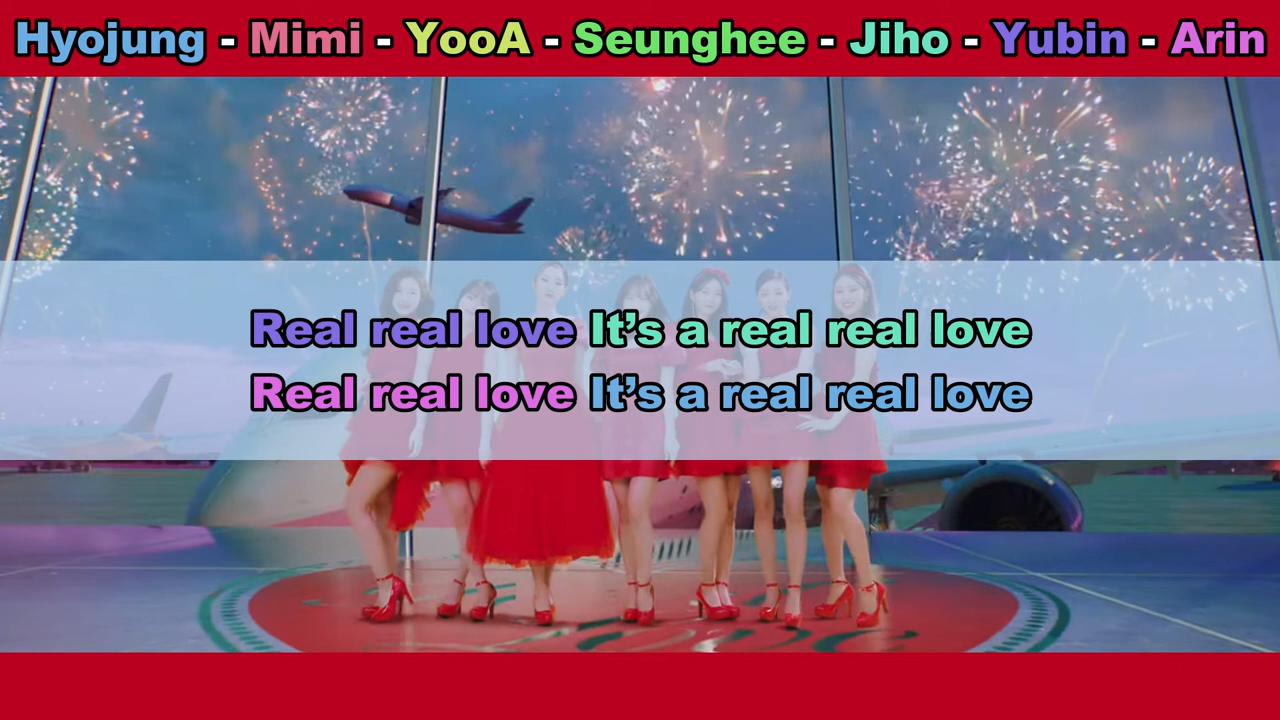 Hyojung - Mimi - YooA - Seunghee - Jiho - Yubin - Arin
Real real love It’s a real real love
Real real love It’s a real real love